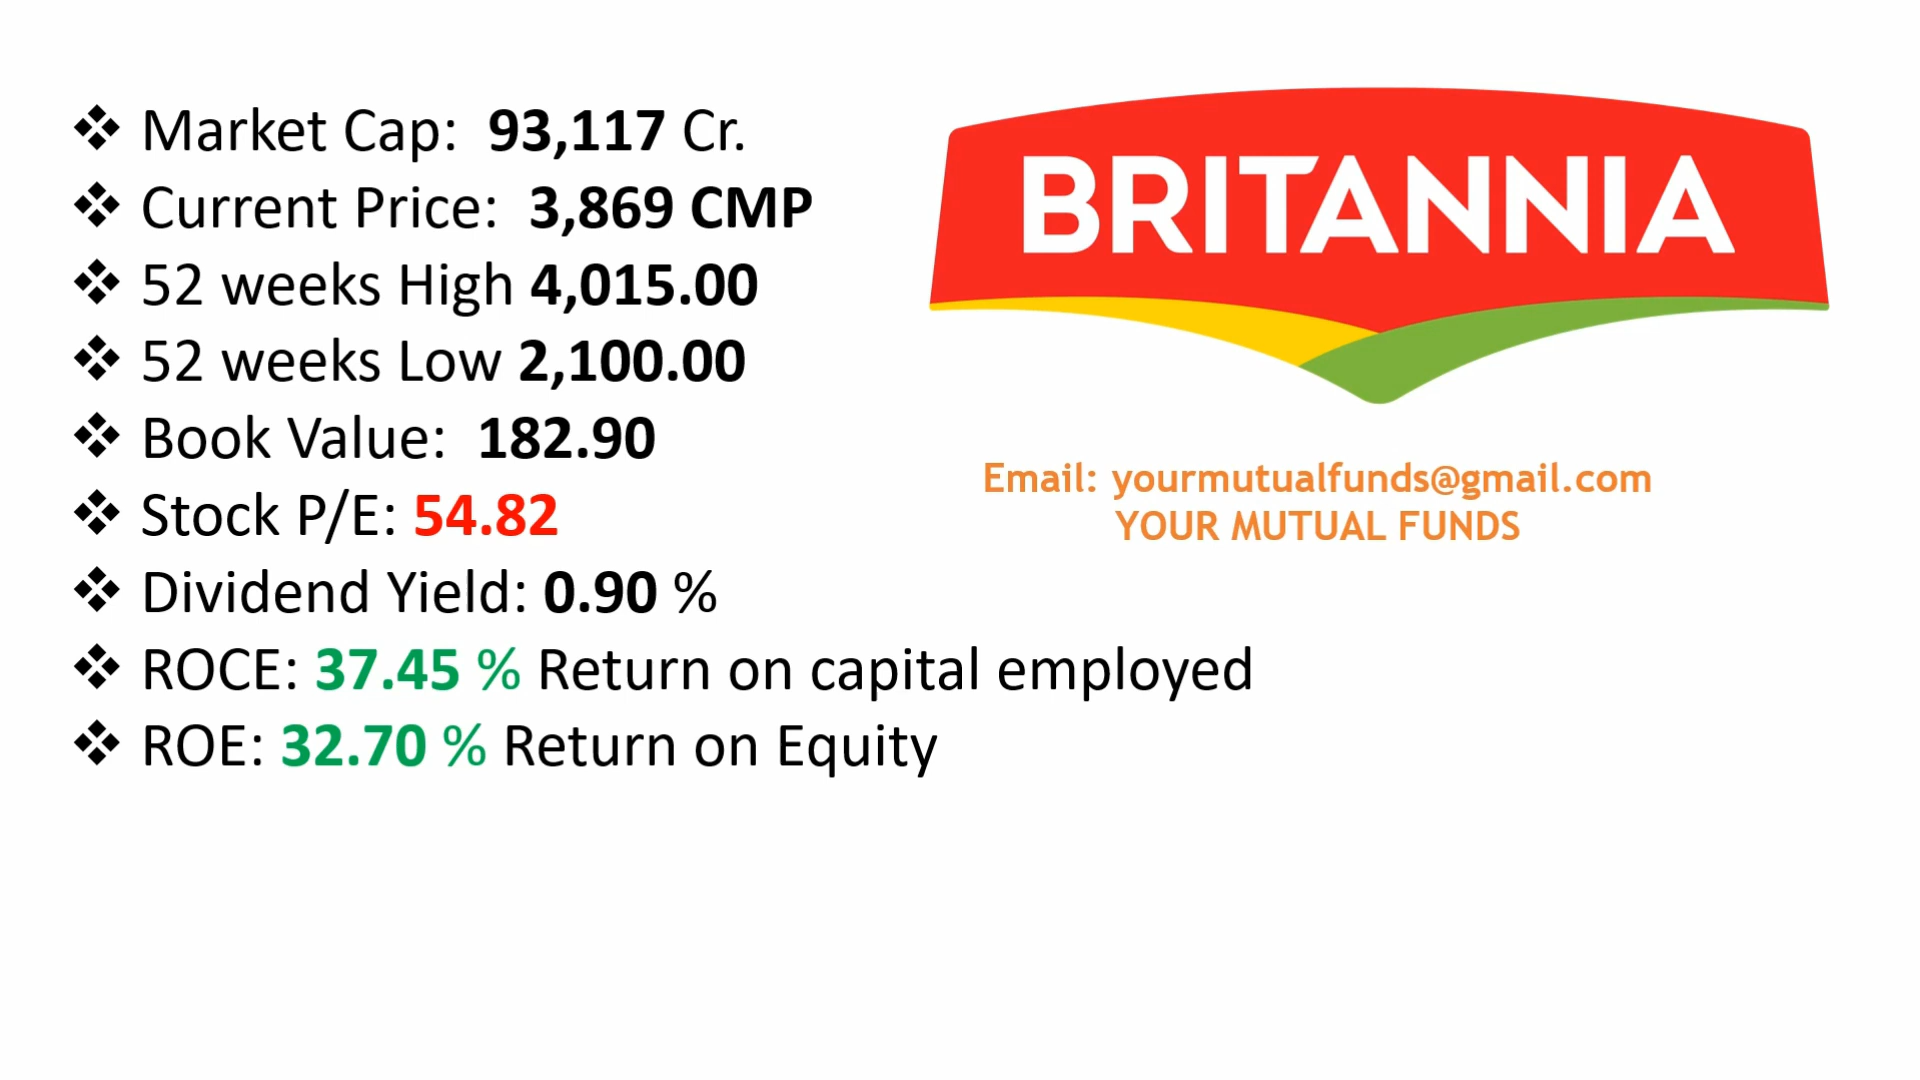 ❖ Market Cap: 93,117 Cr.
❖ Current Price: 3,869 CMP
❖ 52 weeks High 4,015.00
❖ 52 weeks Low 2,100.00
❖ Book Value: 182.90
❖ Stock P/E: 54.82
❖ Dividend Yield: 0.90 %
❖ ROCE: 37.45 % Return on capital employed
❖ ROE: 32.70 % Return on Equity
BRITANNIA
Email: yourmutualfunds@gmail.com
YOUR MUTUAL FUNDS